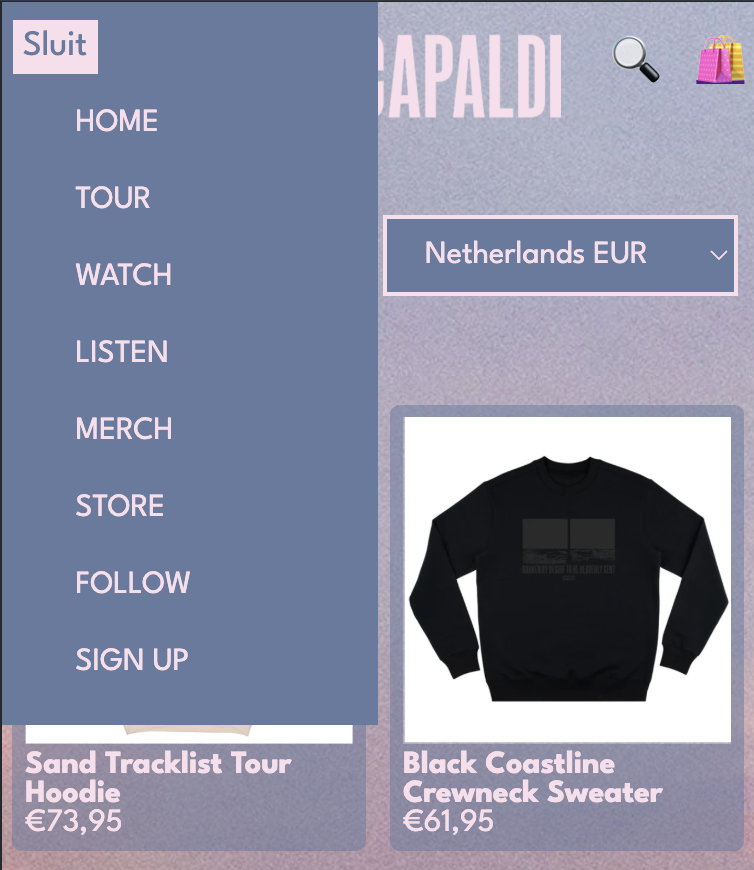 Sluit
CAPALDI
HOME
TOUR
WATCH
LISTEN
MERCH
STORE
FOLLOW
SIGN UP
Netherlands EUR
Sand Tracklist Tour
Hoodie
€73,95
Black Coastline
Crewneck Sweater
€61,95